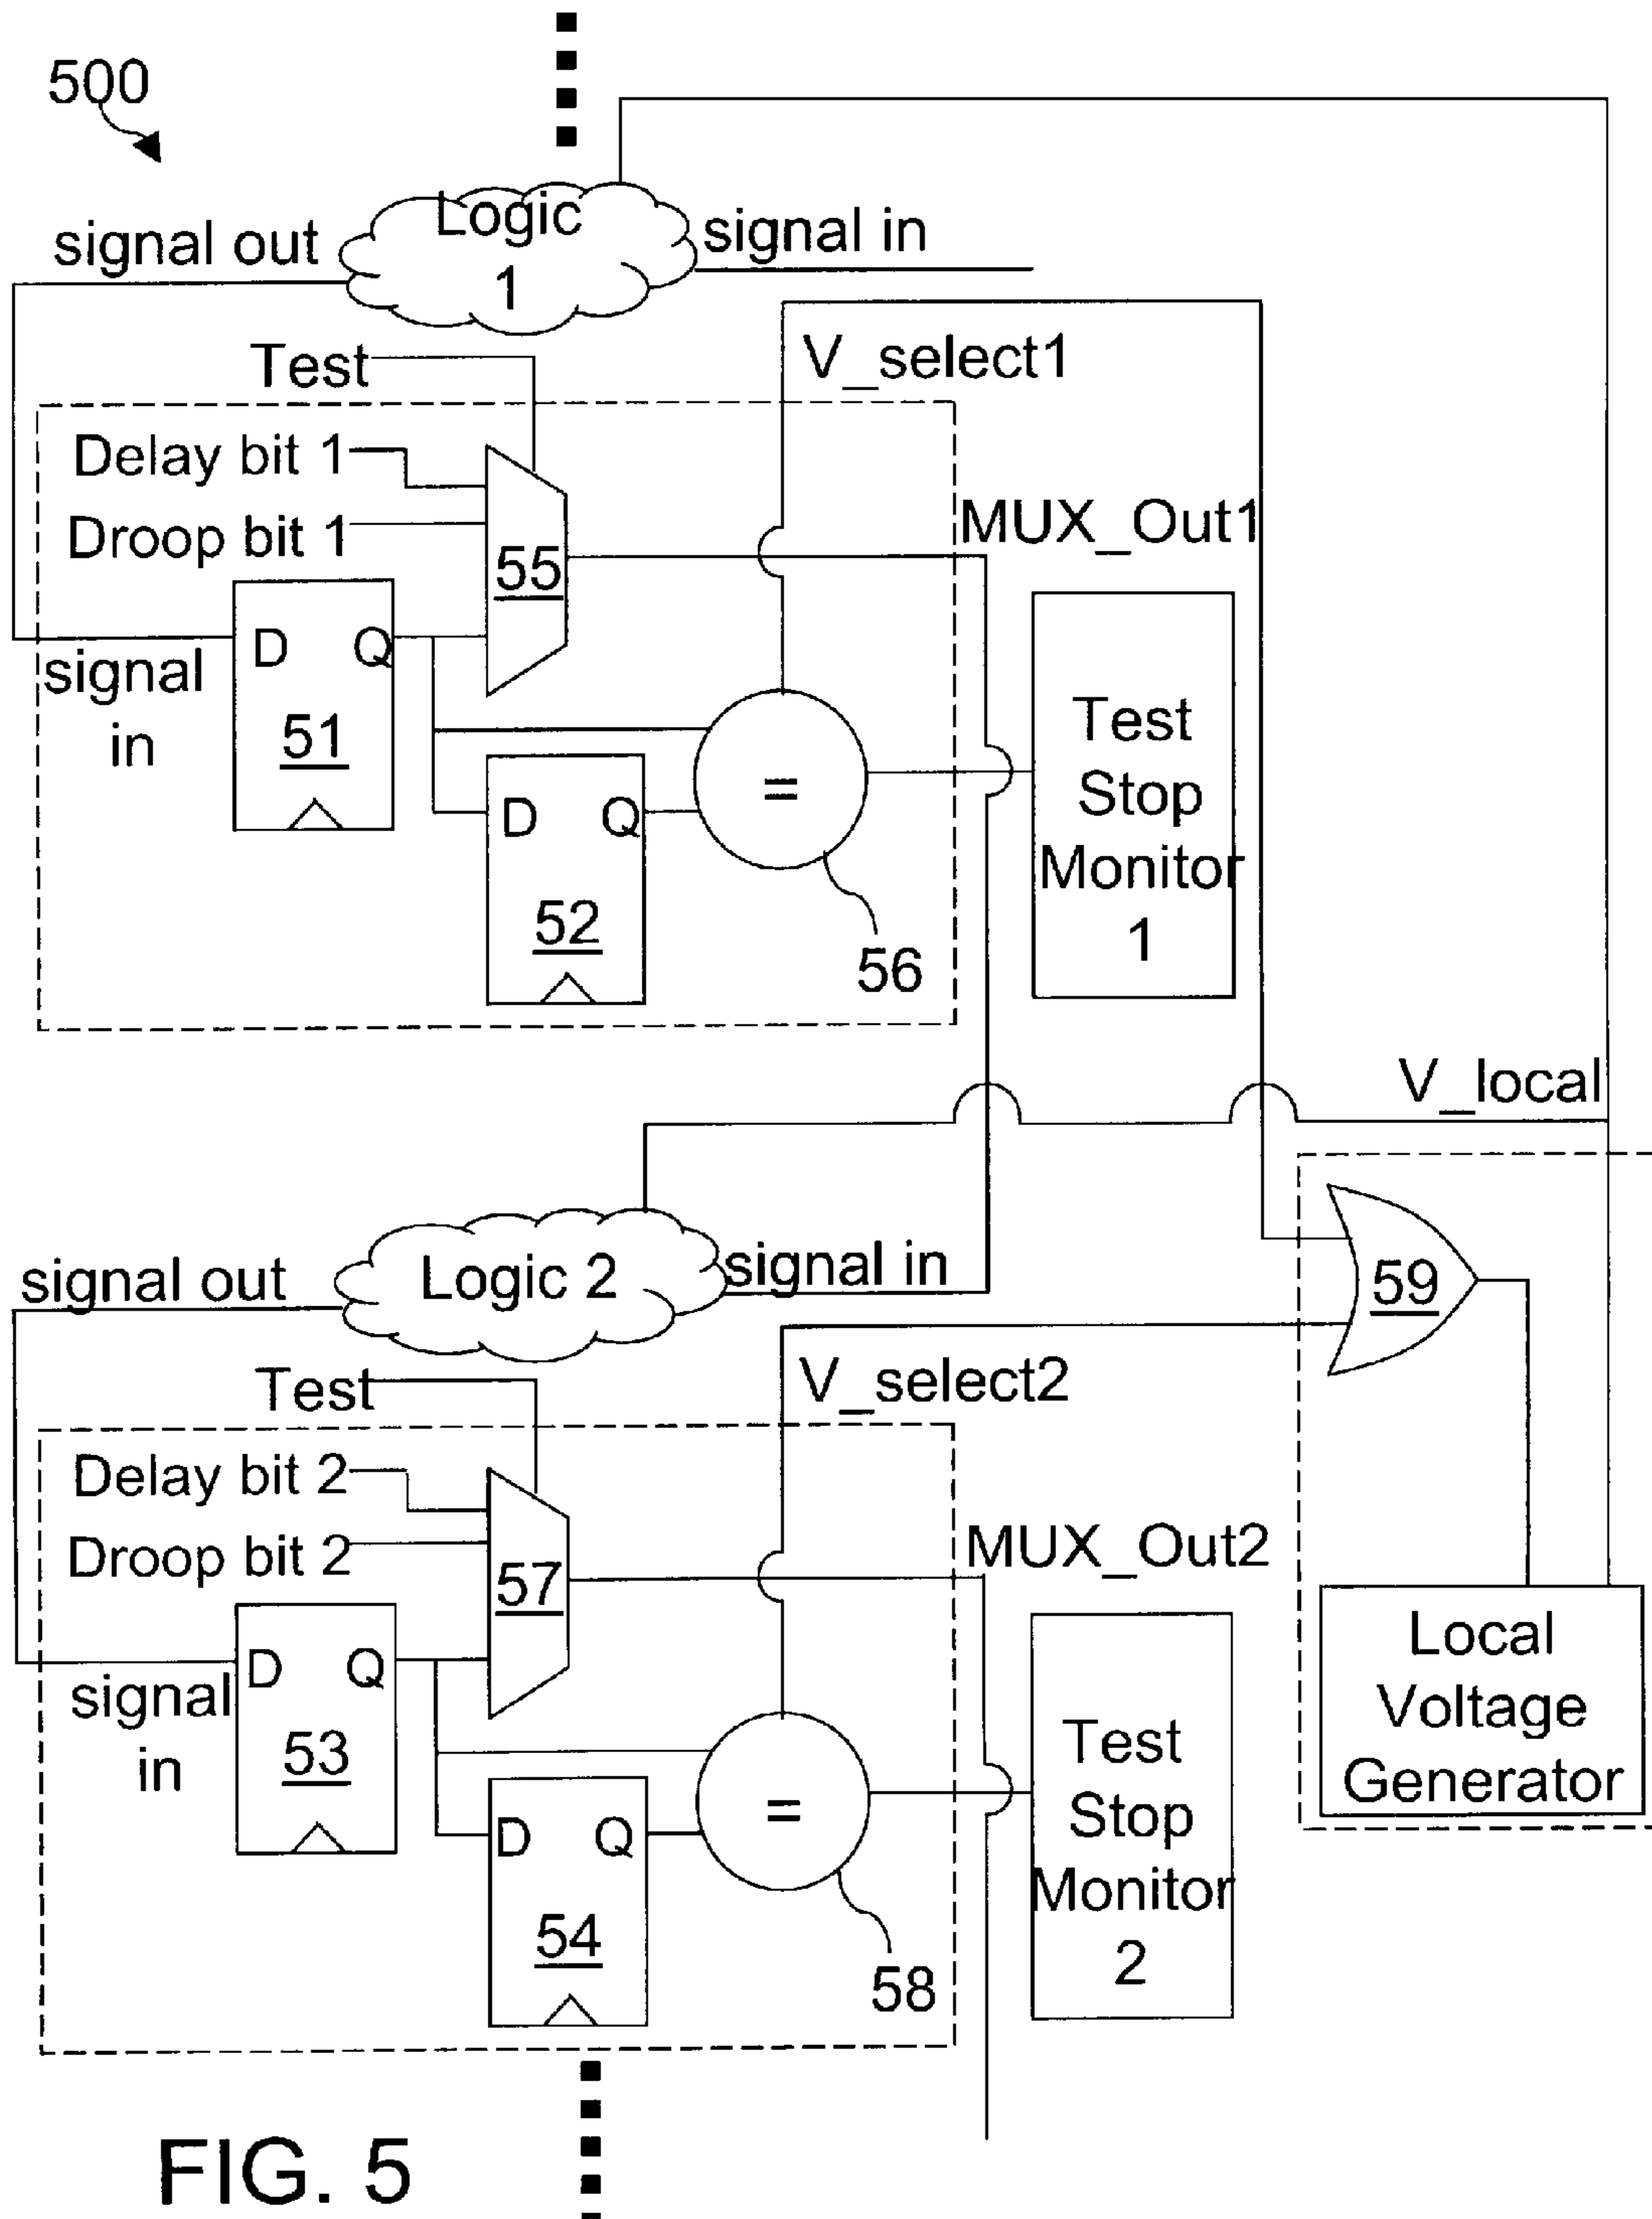 500
Logic
1
signal out
signal in
Test
V_select1
Delay bit 1
Droop bit 1
MUX_Out1
55
D Q
signal
in
51
Test
Stop
Monitor
1
=
D Q
52
56
V_local
Logic 2
signal out
signal in
59
Test
V_select2
Delay bit 2
Droop bit 2
MUX_Out2
57
D Q
signal
in
53
Local
Voltage
Generator
Test
Stop
Monitor
2
=
D Q
54
58
FIG. 5